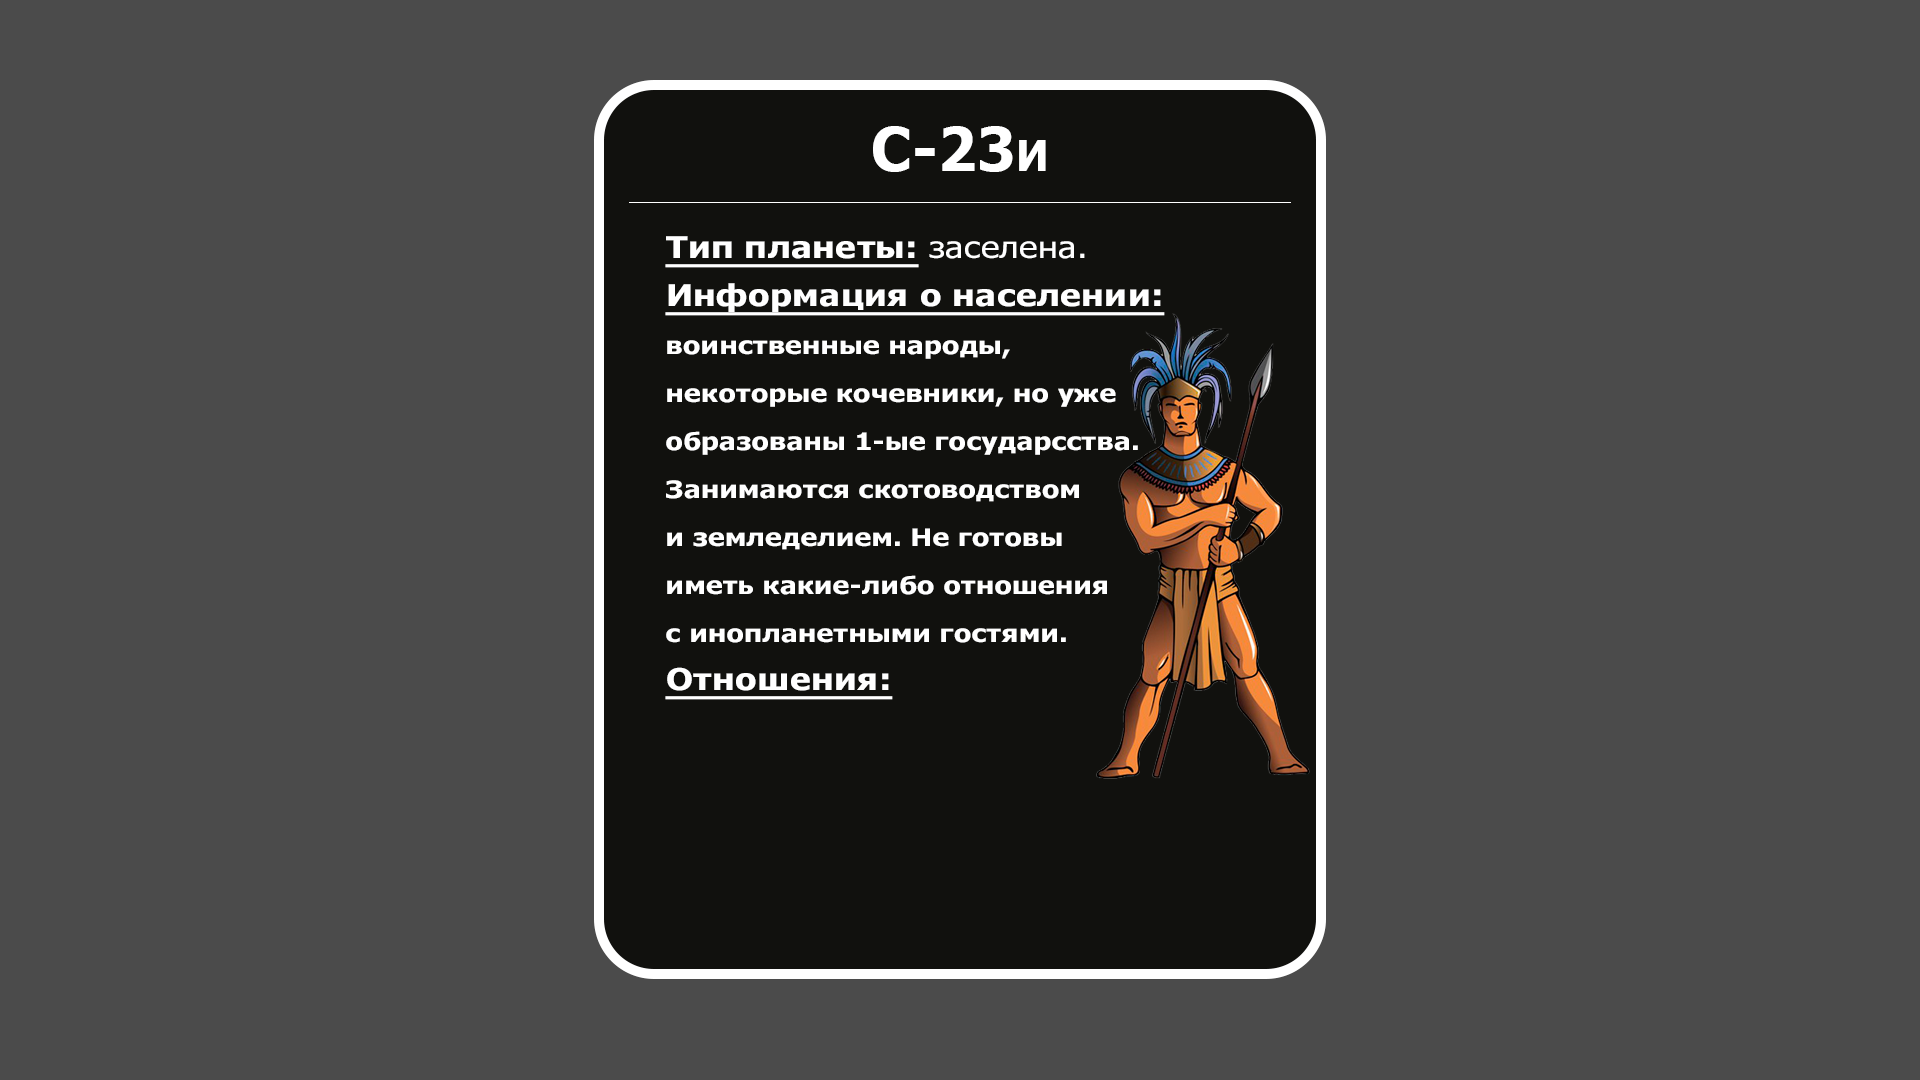 С-23и
Тип планеты: заселена.
Информация о населении:
воинственные народы,
некоторые кочевники, но уже
образованы 1-ые государсства.
Занимаются скотоводством
и земледелием. Не готовы
иметь какие-либо отношения
с инопланетными гостями.
Отношения: